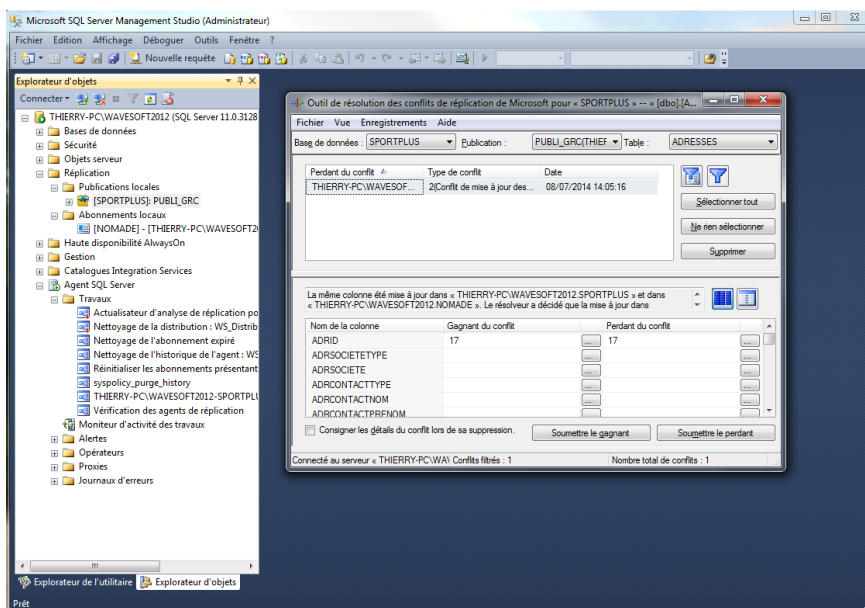 Microsoft SQL Server Management Studio (Administrateur)
Fichier Edition Affichage Déboguer Outils Fenêtre ?
Nouvelle requête
Explorateur d'objets
Connecter
THIERRY-PC\WAVESOFT2012 (SQL Server 11.0.3128
Bases de données
Sécurité
Objets serveur
Réplication
Publications locales
[SPORTPLUS]: PUBLI_GRC
Abonnements locaux
[NOMADE] - [THIERRY-PC\WAVESOFT2
Haute disponibilité AlwaysOn
Gestion
Catalogues Integration Services
Agent SQL Server
Travaux
Actualisateur d'analyse de réplication po
Nettoyage de la distribution : WS_Distrib
Nettoyage de l'abonnement expiré
Nettoyage de l'historique de l'agent : WS
Réinitialiser les abonnements présentant
syspolicy_purge_history
THIERRY-PC\WAVESOFT2012-SPORTPL
Vérification des agents de réplication
Moniteur d'activité des travaux
Alertes
Opérateurs
Proxies
Journaux d'erreurs
Explorateur de l'utilitaire Explorateur d'objets
Prêt
Outil de résolution des conflits de réplication de Microsoft pour « SPORTPLUS » -- « [dbo].[A...
Fichier Vue Enregistrements Aide
Base de données : SPORTPLUS Publication : PUBLI_GRC(THIEF Table : ADRESSES
Perdant du conflit Type de conflit Date
THIERRY-PC\WAVESOF... 2(Conflit de mise à jour des... 08/07/2014 14:05:16
Sélectionner tout
Ne rien sélectionner
Supprimer
La même colonne été mise à jour dans « THIERRY-PC\WAVESOFT2012.SPORTPLUS » et dans
« THIERRY-PC\WAVESOFT2012.NOMADE ». Le résolveur a décidé que la mise à jour dans
Nom de la colonne Gagnant du conflit Perdant du conflit
ADRID 17 ... 17 ...
ADRSOCIETETYPE ... ...
ADRSOCIETE ... ...
ADRCONTACTTYPE ... ...
ADRCONTACTNOM ... ...
ADRCONTACTPRENOM
Consigner les détails du conflit lors de sa suppression. Soumettre le gagnant Soumettre le perdant
Connecté au serveur « THIERRY-PC\WA\ Conflits filtrés : 1 Nombre total de conflits : 1